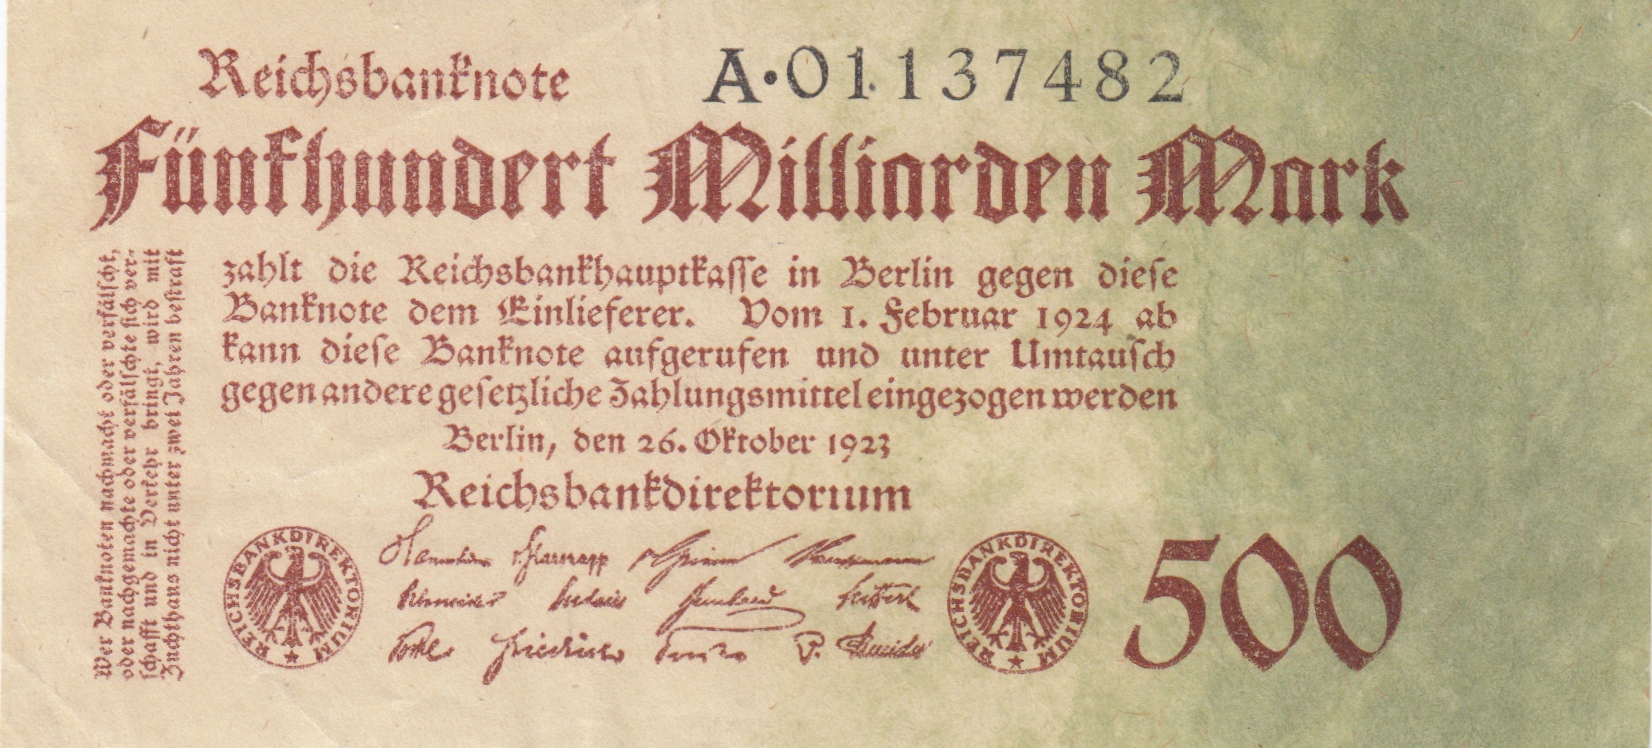 Reichsbanknote
A·01137482
Fünfhundert Milliarden Mark
zahlt die Reichsbankhauptkasse in Berlin gegen diese
Banknote dem Einlieferer. Vom 1. Februar 1924 ab
kann diese Banknote aufgerufen und unter Umtausch
gegen andere gesetzliche Zahlungsmittel eingezogen werden
Berlin, den 26. Oktober 1923
Reichsbankdirektorium
Wer Banknoten nachmacht oder verfälscht,
oder nachgemachte oder verfälschte sich ver-
schafft und in Verkehr bringt, wird mit
Zuchthaus nicht unter zwei Jahren bestraft
REICHSBANKDIREKTORIUM
REICHSBANKDIREKTORIUM
500